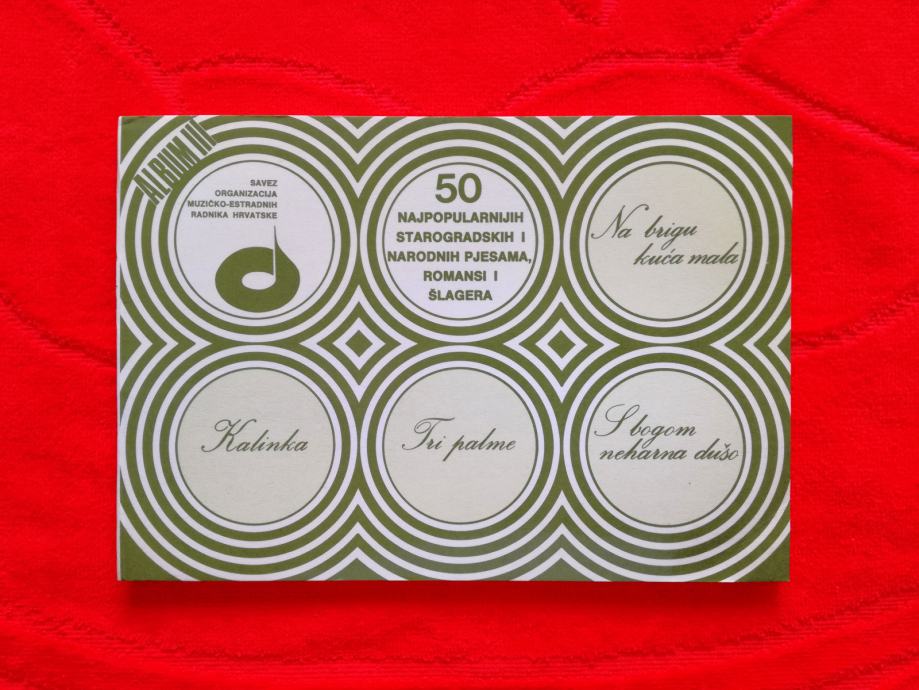 ALBUM III
SAVEZ
ORGANIZACIJA
MUZIČKO-ESTRADNIH
RADNIKA HRVATSKE
50
NAJPOPULARNIJIH
STAROGRADSKIH I
NARODNIH PJESAMA,
ROMANSI I
ŠLAGERA
Na brigu
kuća mala
Kalinka
Tri palme
S bogom
neharna dušo